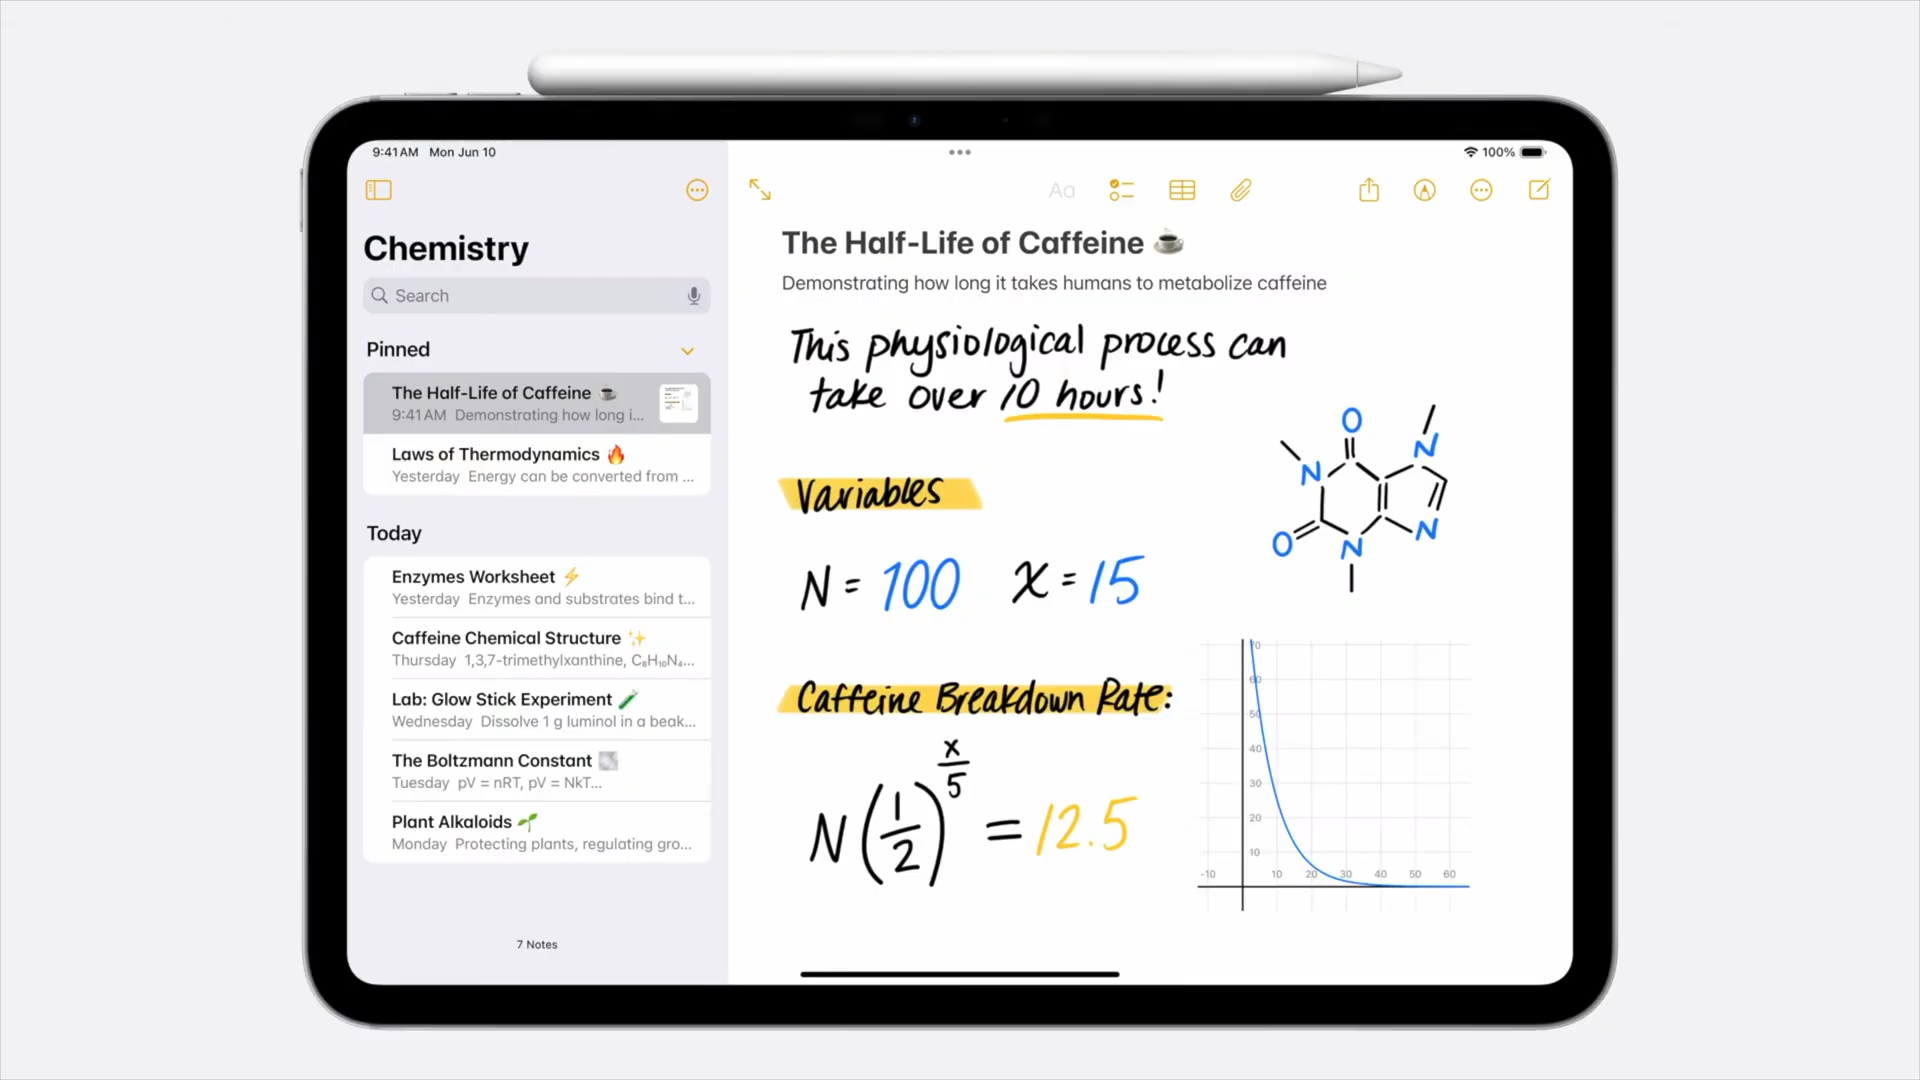 9:41 AM Mon Jun 10
100%
Chemistry
Search
Pinned
The Half-Life of Caffeine ☕
9:41 AM Demonstrating how long i...
Laws of Thermodynamics 🔥
Yesterday Energy can be converted from ...
Today
Enzymes Worksheet ⚡
Yesterday Enzymes and substrates bind t...
Caffeine Chemical Structure ✨
Thursday 1,3,7-trimethylxanthine, C₈H₁₀N₄...
Lab: Glow Stick Experiment 🧪
Wednesday Dissolve 1 g luminol in a beak...
The Boltzmann Constant
Tuesday pV = nRT, pV = NkT...
Plant Alkaloids 🌱
Monday Protecting plants, regulating gro...
7 Notes
Aa
The Half-Life of Caffeine ☕
Demonstrating how long it takes humans to metabolize caffeine
This physiological process can
take over 10 hours!
O
N
N
O
N
N
Variables
N = 100 x = 15
Caffeine Breakdown Rate:
N(1/2)^(x/5) = 12.5
70
60
50
40
30
20
10
-10 10 20 30 40 50 60